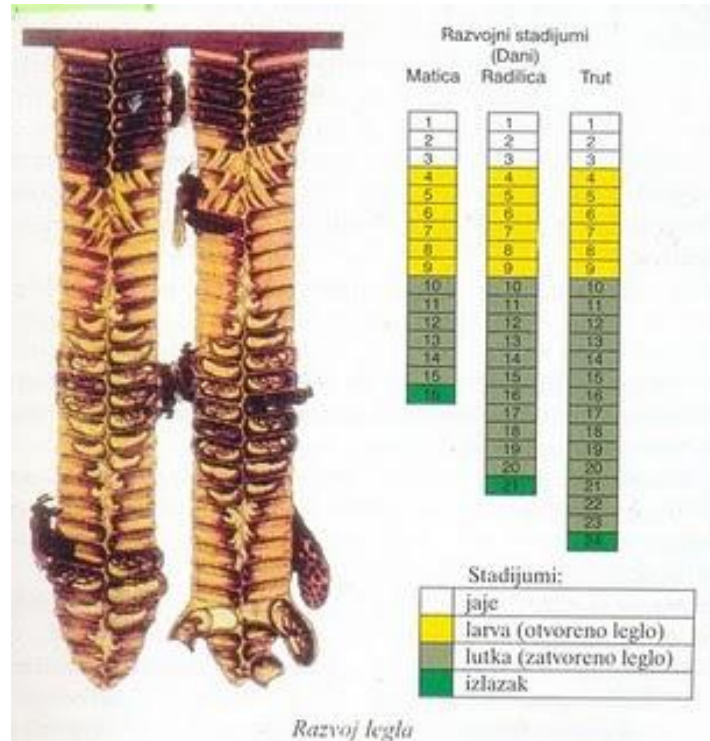 Razvojni stadijumi
(Dani)
Matica Radilica Trut
1 1 1
2 2 2
3 3 3
4 4 4
5 5 5
6 6 6
7 7 7
8 8 8
9 9 9
10 10 10
11 11 11
12 12 12
13 13 13
14 14 14
15 15 15
16 16 16
17 17
18 18
19 19
20 20
21 21
22
23
24
Stadijumi:
jaje
larva (otvoreno leglo)
lutka (zatvoreno leglo)
izlazak
Razvoj legla